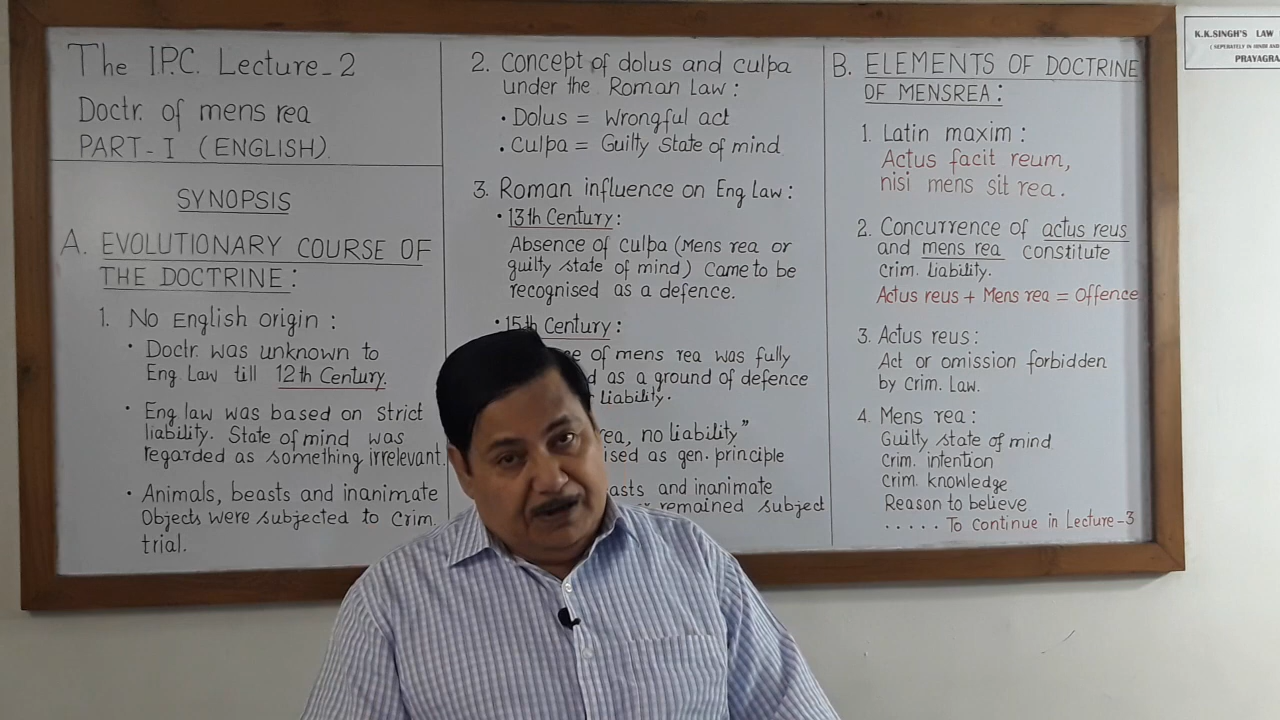 The I.P.C. Lecture-2
Doctr. of mens rea
PART-I (ENGLISH).
SYNOPSIS
A. EVOLUTIONARY COURSE OF
THE DOCTRINE:
1. No English origin:
• Doctr. was unknown to
Eng Law till 12th Century.
• Eng law was based on strict
liability. State of mind was
regarded as something irrelevant.
• Animals, beasts and inanimate
Objects were subjected to Crim.
trial.
2. Concept of dolus and culpa
under the Roman Law:
• Dolus = Wrongful act
• Culpa = Guilty State of mind
3. Roman influence on Eng Law:
• 13th Century:
Absence of culpa (Mens rea or
guilty state of mind) Came to be
recognised as a defence.
• 15th Century:
of mens rea was fully
as a ground of defence
liability.
rea, no liability"
gen. principle
and inanimate
remained subject
B. ELEMENTS OF DOCTRINE
OF MENSREA:
1. Latin maxim:
Actus facit reum,
nisi mens sit rea.
2. Concurrence of actus reus
and mens rea constitute
Crim. liability.
Actus reus + Mens rea = Offence
3. Actus reus:
Act or omission forbidden
by Crim. Law.
4. Mens rea:
Guilty state of mind
Crim. intention
Crim. knowledge
Reason to believe
..... To Continue in Lecture-3
K.K.SINGH'S LAW
( SEPERATELY IN HINDI AND